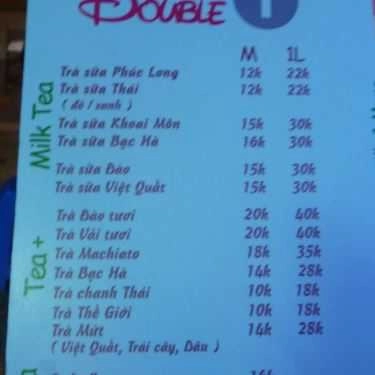 DOUBLE T
M 1L
Milk Tea
Trà sữa Phúc Long 12k 22k
Trà sữa Thái 12k 22k
( đỏ / xanh )
Trà sữa Khoai Môn 15k 30k
Trà sữa Bạc Hà 16k 30k
Trà sữa Đào 15k 30k
Trà sữa Việt Quất 15k 30k
Tea +
Trà Đào tươi 20k 40k
Trà Vải tươi 20k 40k
Trà Machiato 18k 35k
Trà Bạc Hà 14k 28k
Trà chanh Thái 10k 18k
Trà Thế Giới 10k 18k
Trà Mứt 14k 28k
( Việt Quất, Trái cây, Dâu )